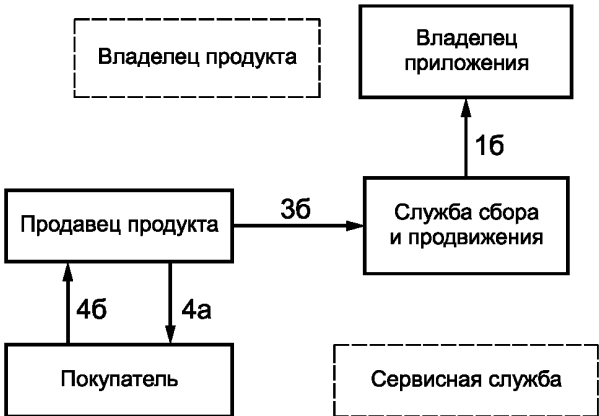 Владелец продукта
Владелец
приложения
1б
Продавец продукта
3б
Служба сбора
и продвижения
4б
4а
Покупатель
Сервисная служба